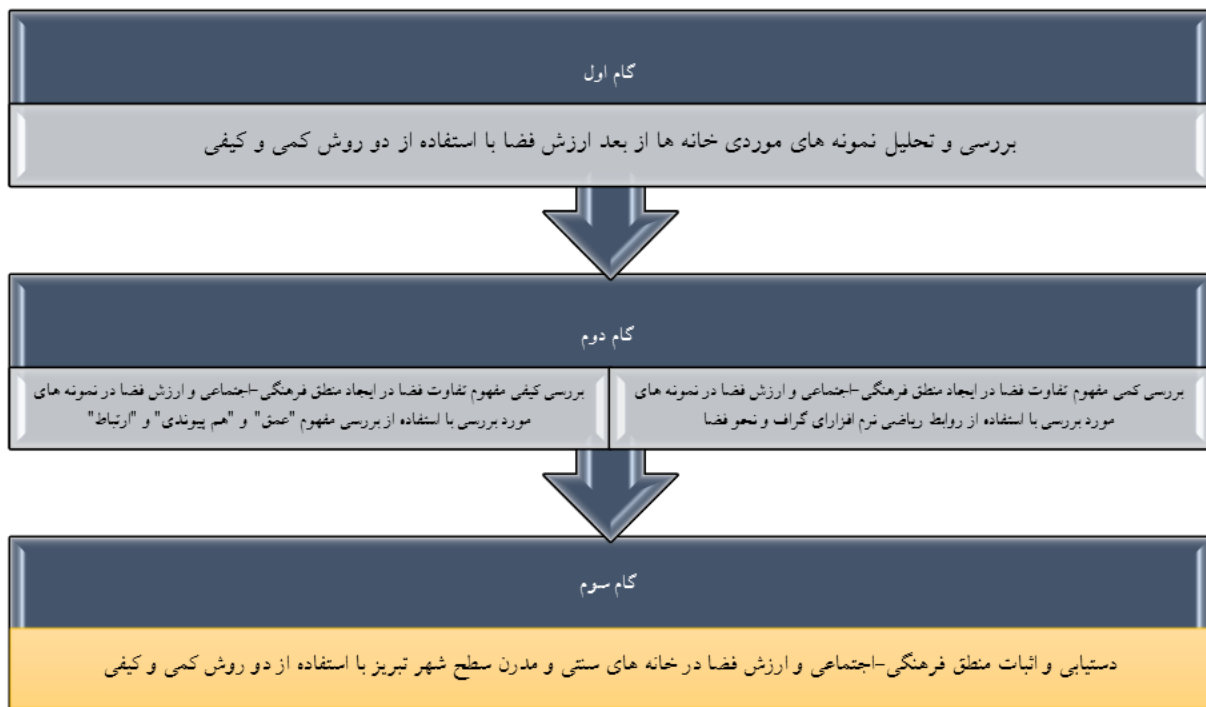 گام اول
بررسی و تحلیل نمونه های موردی خانه ها از بعد ارزش فضا با استفاده از دو روش کمی و کیفی
گام دوم
بررسی کمی مفهوم تفاوت فضا در ایجاد منطق فرهنگی-اجتماعی و ارزش فضا در نمونه های
مورد بررسی با استفاده از روابط ریاضی نرم افزارای گراف و نحو فضا
بررسی کیفی مفهوم تفاوت فضا در ایجاد منطق فرهنگی-اجتماعی و ارزش فضا در نمونه های
مورد بررسی با استفاده از بررسی مفهوم "عمق" و "هم پیوندی" و "ارتباط"
گام سوم
دستیابی و اثبات منطق فرهنگی-اجتماعی و ارزش فضا در خانه های سنتی و مدرن سطح شهر تبریز با استفاده از دو روش کمی و کیفی